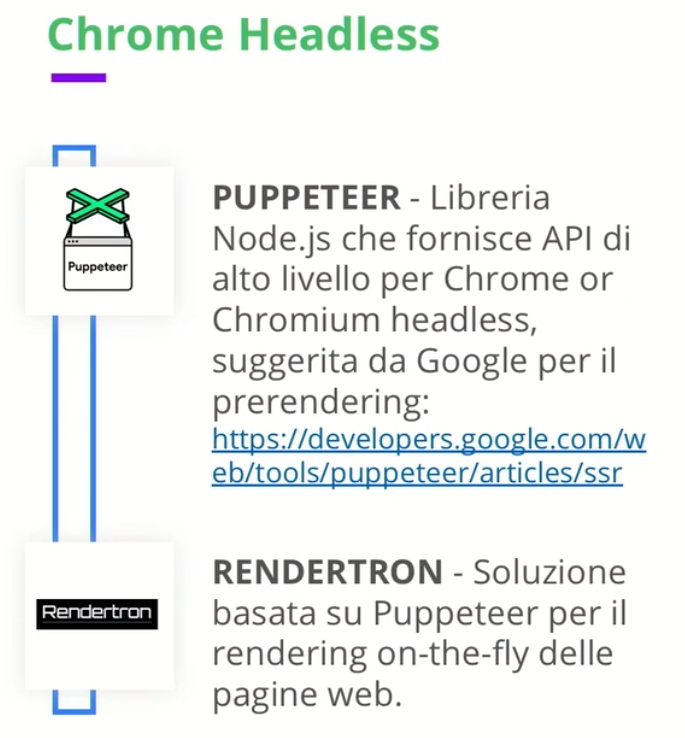 Chrome Headless
Puppeteer
PUPPETEER - Libreria
Node.js che fornisce API di
alto livello per Chrome or
Chromium headless,
suggerita da Google per il
prerendering:
https://developers.google.com/w
eb/tools/puppeteer/articles/ssr
Rendertron
RENDERTRON - Soluzione
basata su Puppeteer per il
rendering on-the-fly delle
pagine web.